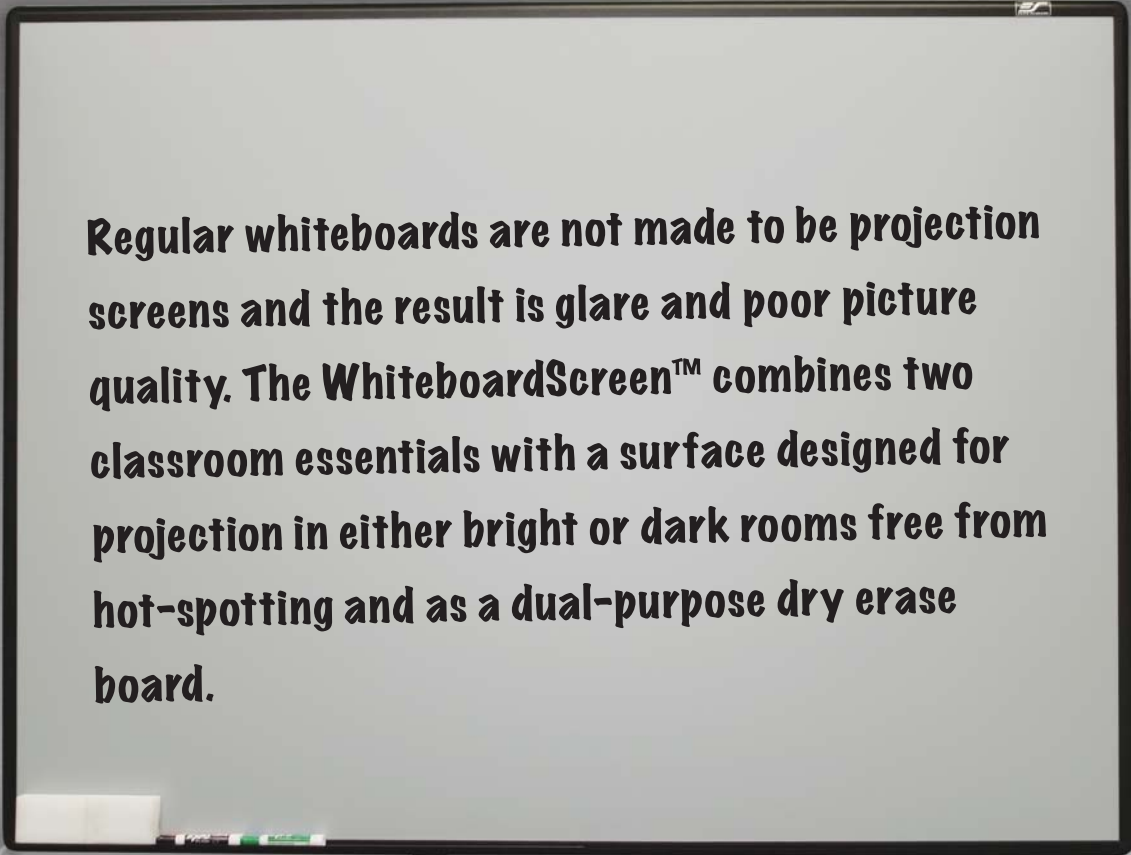 Regular whiteboards are not made to be projection
screens and the result is glare and poor picture
quality. The WhiteboardScreen™ combines two
classroom essentials with a surface designed for
projection in either bright or dark rooms free from
hot-spotting and as a dual-purpose dry erase
board.